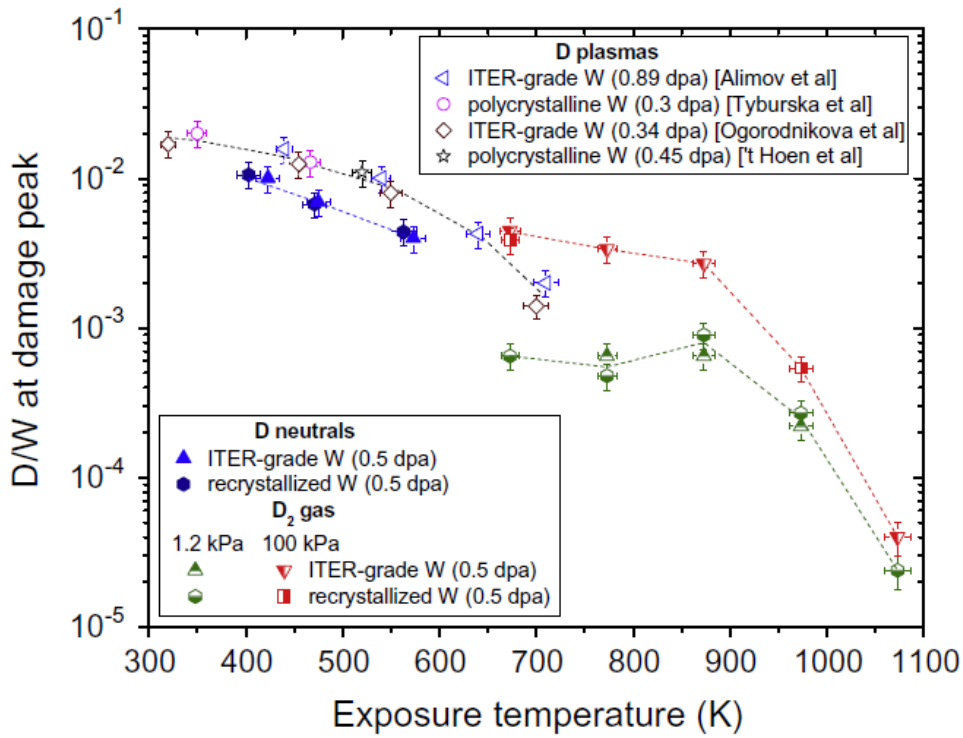 D/W at damage peak
10-1
10-2
10-3
10-4
10-5
D plasmas
ITER-grade W (0.89 dpa) [Alimov et al]
polycrystalline W (0.3 dpa) [Tyburska et al]
ITER-grade W (0.34 dpa) [Ogorodnikova et al]
polycrystalline W (0.45 dpa) ['t Hoen et al]
D neutrals
ITER-grade W (0.5 dpa)
recrystallized W (0.5 dpa)
D2 gas
1.2 kPa 100 kPa
ITER-grade W (0.5 dpa)
recrystallized W (0.5 dpa)
300 400 500 600 700 800 900 1000 1100
Exposure temperature (K)